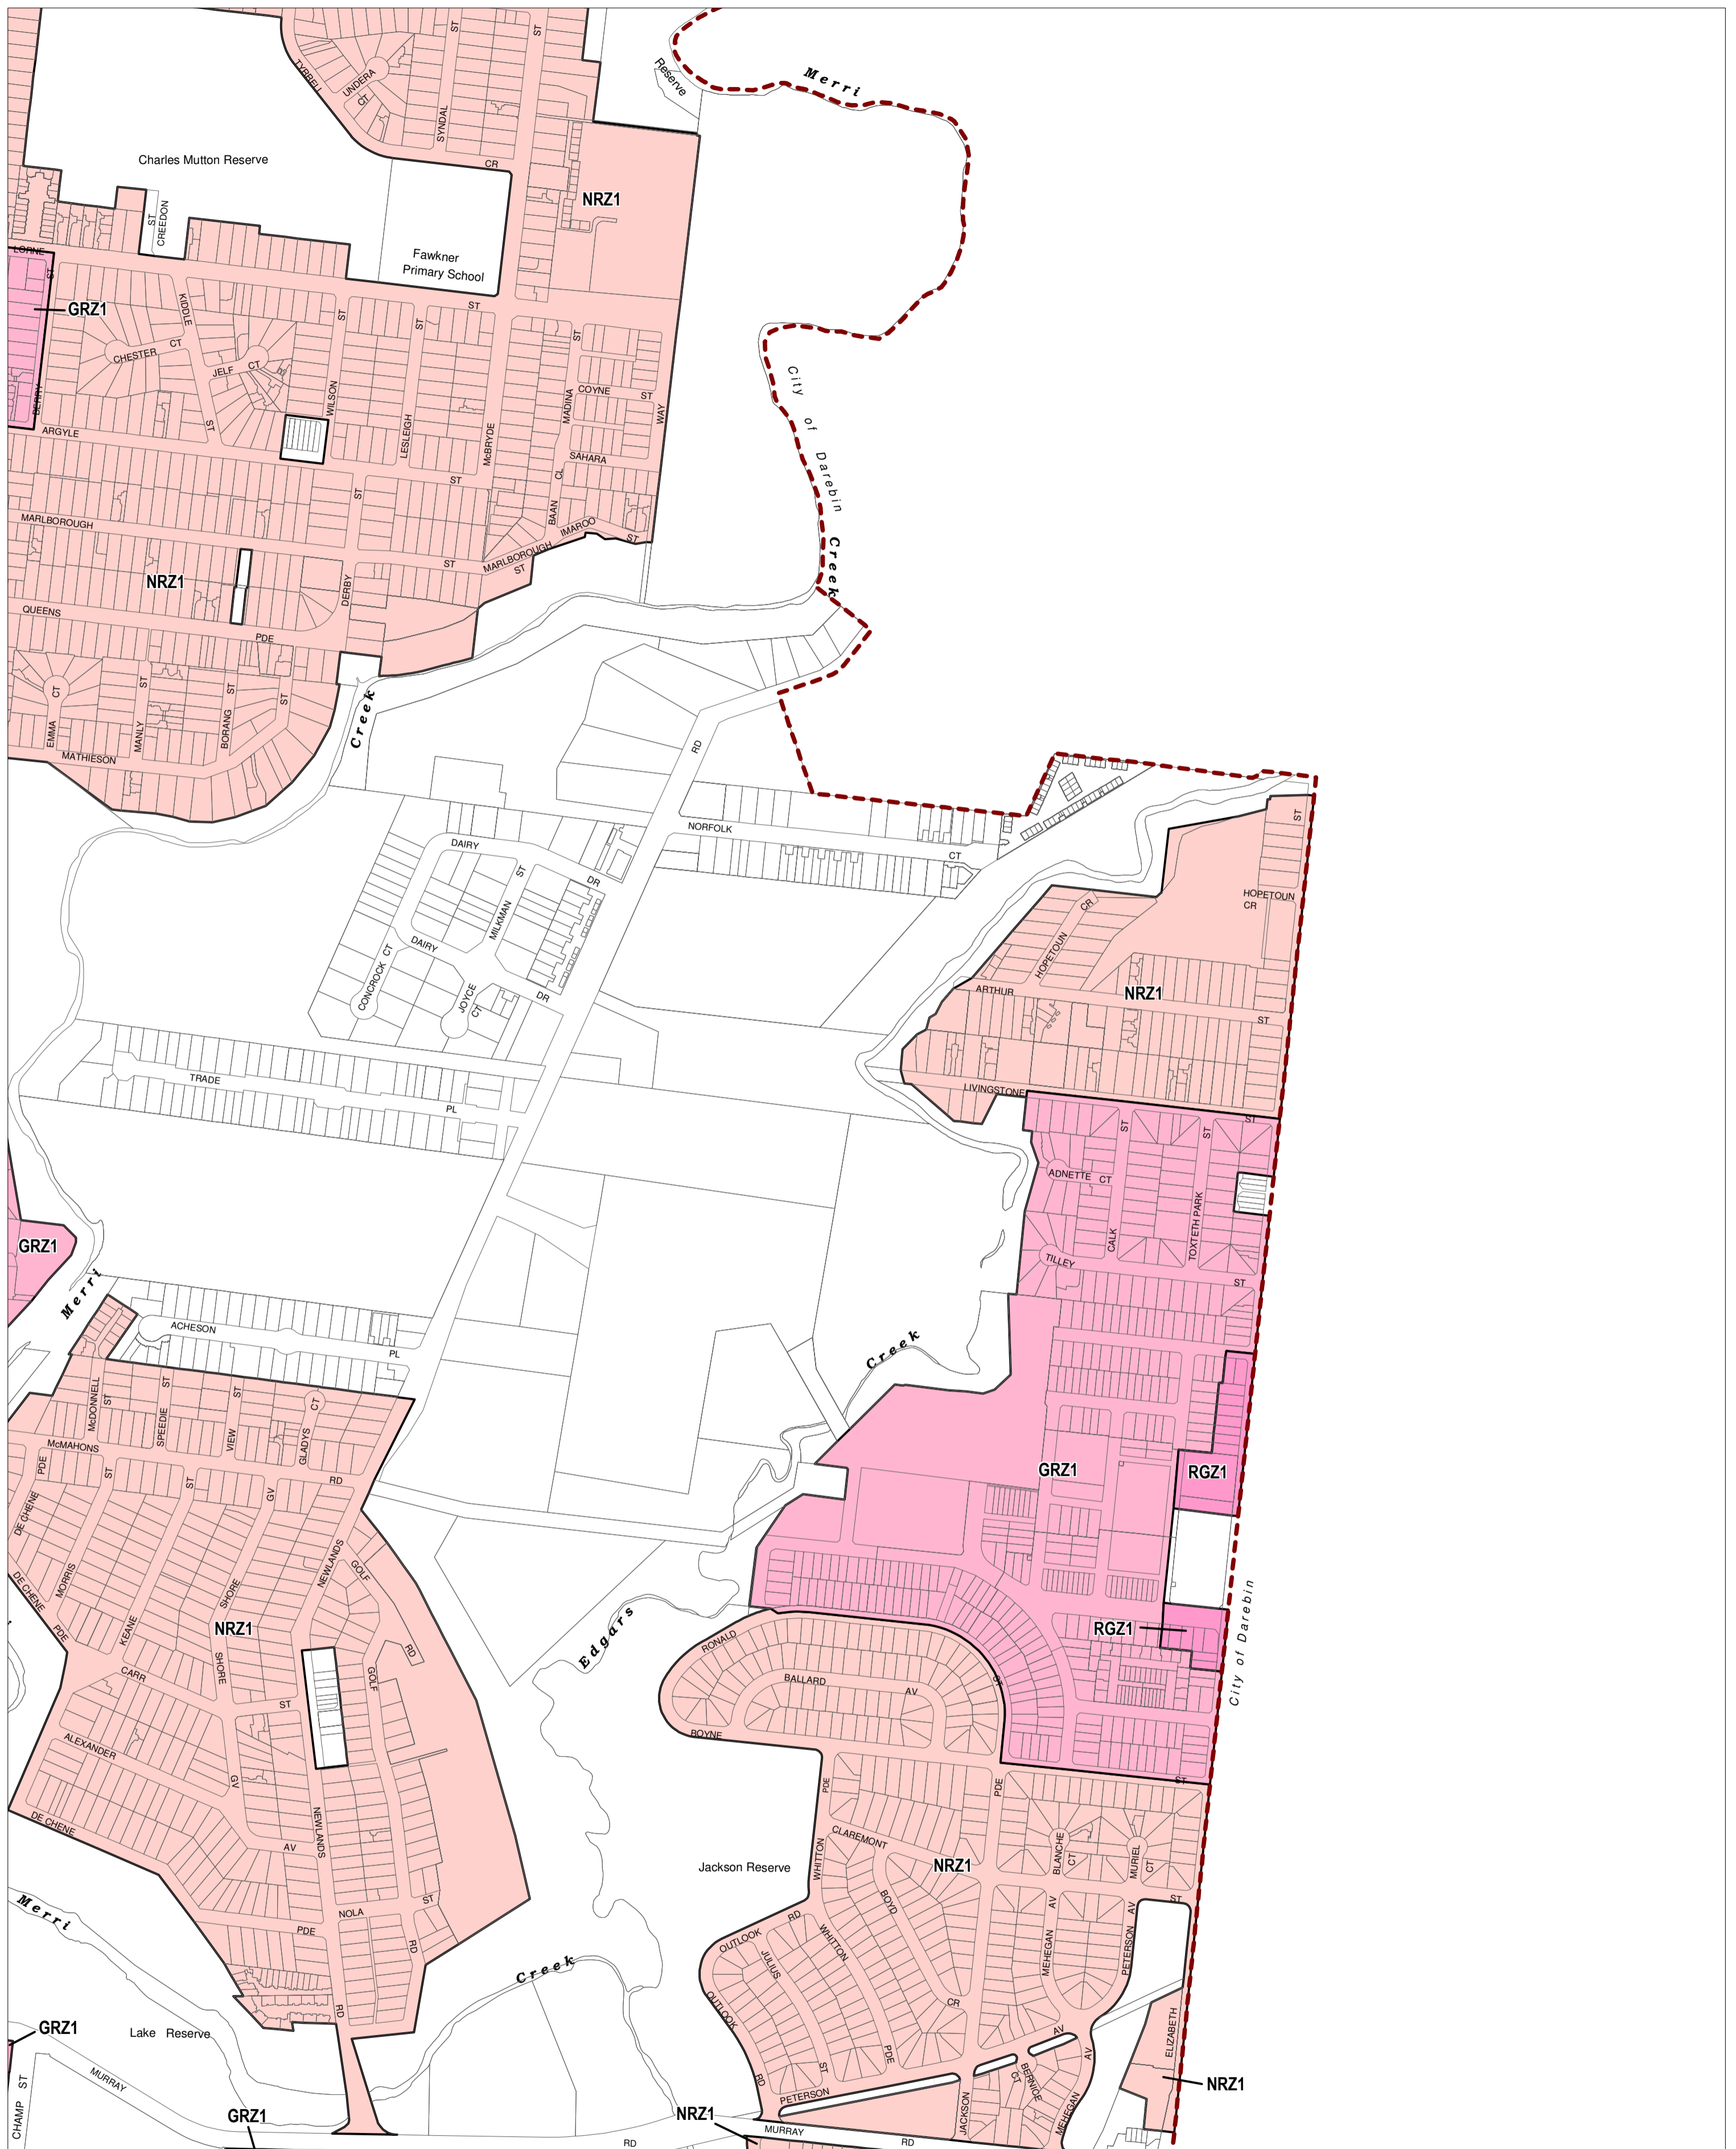 TYRRELL
UNDERA
CT
SYNDAL
ST
ST
CR
Reserve
Merri
Charles Mutton Reserve
NRZ1
ST
CREEDON
Fawkner
Primary School
LORNE
ST
GRZ1
KIDDLE
ST
ST
ST
ST
CHESTER
CT
JELF
CT
BERRY
WILSON
LESLEIGH
McBRYDE
MADINA
COYNE
ST
WAY
City of Darebin
ARGYLE
ST
SAHARA
CL
ST
ST
BAAN
IMAROO
ST
MARLBOROUGH
MARLBOROUGH
ST
ST
Creek
NRZ1
DERBY
QUEENS
PDE
CT
ST
ST
ST
EMMA
MANLY
BORANG
MATHIESON
Creek
RD
NORFOLK
CT
DAIRY
ST
DR
MILKMAN
DAIRY
CONCROCK CT
JOYCE
CT
DR
ST
HOPETOUN
CR
CR
HOPETOUN
ARTHUR
NRZ1
ST
TRADE
PL
LIVINGSTONE
ST
ST
ST
ADNETTE CT
CALK
TOXTETH PARK
TILLEY
ST
GRZ1
Merri
ACHESON
PL
Creek
McDONNELL
ST
ST
SPEEDIE
ST
VIEW
CT
GLADYS
McMAHONS
RD
PDE
ST
ST
GV
DE CHENE
GRZ1
RGZ1
DE CHENE
PDE
MORRIS
KEANE
SHORE
NEWLANDS
GOLF
NRZ1
Edgars
RGZ1
City of Darebin
RONALD
BALLARD
AV
ST
BOYNE
ST
CARR
SHORE
ST
GOLF
RD
ALEXANDER
GV
DE CHENE
AV
NEWLANDS
PDE
PDE
CLAREMONT
WHITTON
NRZ1
BLANCHE
CT
MURIEL
CT
Jackson Reserve
BOYD
ST
AV
AV
NOLA
ST
PDE
RD
RD
OUTLOOK
RD
WHITTON
JULIUS
MEHEGAN
PETERSON
Merri
Creek
OUTLOOK
CR
RD
AV
ELIZABETH
GRZ1
Lake Reserve
MURRAY
CHAMP ST
ST
PDE
AV
BERNICE
CT
PETERSON
JACKSON
MEHEGAN
NRZ1
GRZ1
NRZ1
MURRAY
RD
RD